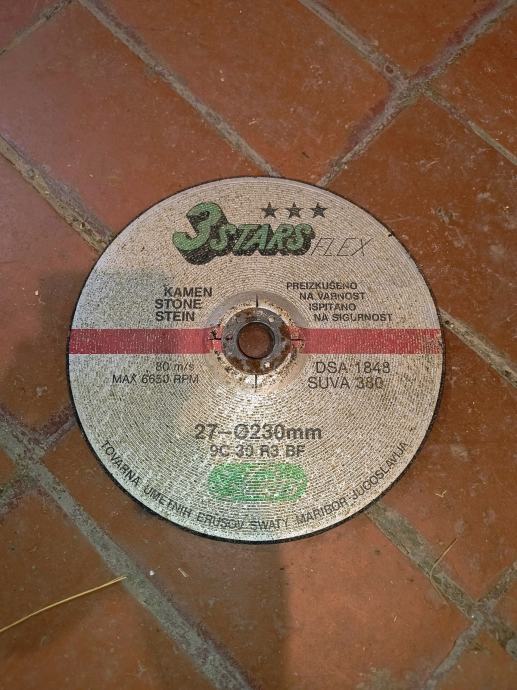 3STARS FLEX
KAMEN
STONE
STEIN
PREIZKUŠENO
NA VARNOST
ISPITANO
NA SIGURNOST
80 m/s
MAX 6650 RPM
DSA 1848
SUVA 380
27-Ø230mm
9C 30 R3 BF
TOVARNA UMETNIH BRUSOV SWATY MARIBOR JUGOSLAVIJA